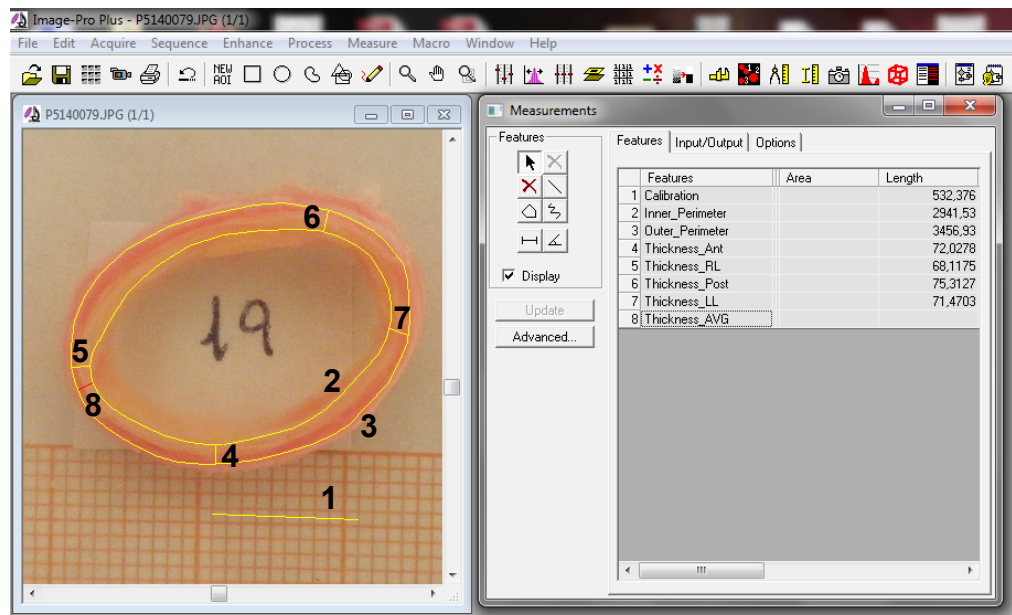 Image-Pro Plus - P5140079.JPG (1/1)
File Edit Acquire Sequence Enhance Process Measure Macro Window Help
NEW AOI
P5140079.JPG (1/1)
6
19
7
5
2
8
3
4
1
Measurements
Features
Display
Update
Advanced...
Features Input/Output Options
Features Area Length
1 Calibration 532,376
2 Inner_Perimeter 2941,53
3 Outer_Perimeter 3456,93
4 Thickness_Ant 72,0278
5 Thickness_RL 68,1175
6 Thickness_Post 75,3127
7 Thickness_LL 71,4703
8 Thickness_AVG